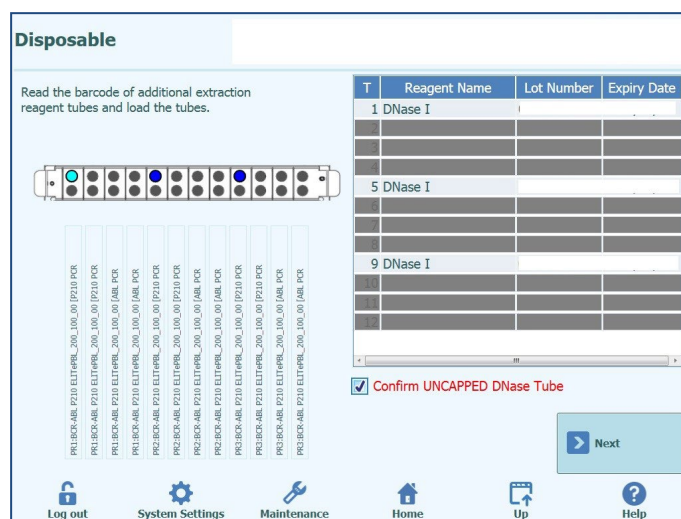 Disposable
Read the barcode of additional extraction
reagent tubes and load the tubes.
PR1:BCR-ABL P210 ELITePBL_200_100_00 [P210 PCR
PR1:BCR-ABL P210 ELITePBL_200_100_00 [P210 PCR
PR1:BCR-ABL P210 ELITePBL_200_100_00 [ABL PCR
PR1:BCR-ABL P210 ELITePBL_200_100_00 [ABL PCR
PR2:BCR-ABL P210 ELITePBL_200_100_00 [P210 PCR
PR2:BCR-ABL P210 ELITePBL_200_100_00 [P210 PCR
PR2:BCR-ABL P210 ELITePBL_200_100_00 [ABL PCR
PR2:BCR-ABL P210 ELITePBL_200_100_00 [ABL PCR
PR3:BCR-ABL P210 ELITePBL_200_100_00 [P210 PCR
PR3:BCR-ABL P210 ELITePBL_200_100_00 [P210 PCR
PR3:BCR-ABL P210 ELITePBL_200_100_00 [ABL PCR
PR3:BCR-ABL P210 ELITePBL_200_100_00 [ABL PCR
T Reagent Name Lot Number Expiry Date
1 DNase I
2
3
4
5 DNase I
6
7
8
9 DNase I
10
11
12
Confirm UNCAPPED DNase Tube
Next
Log out System Settings Maintenance Home Up Help